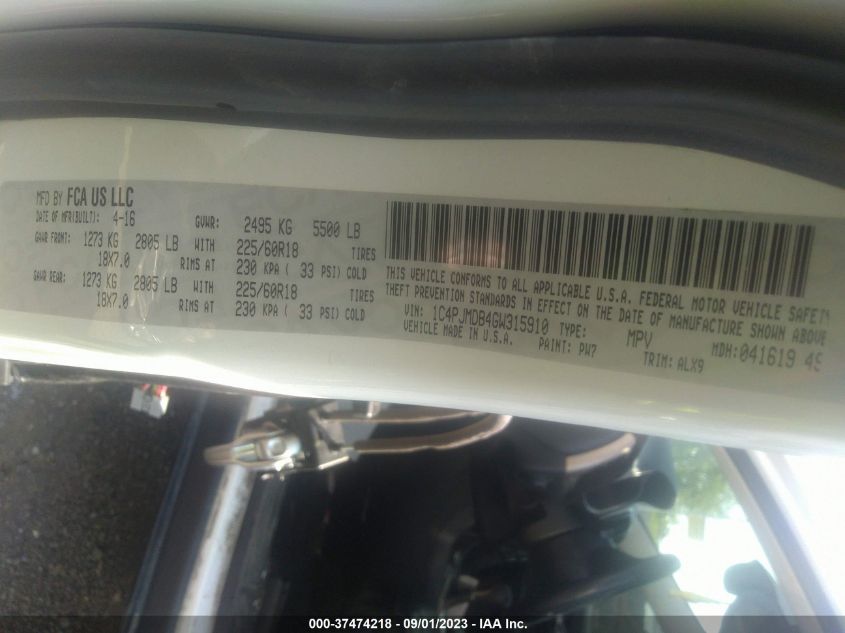 MFD BY FCA US LLC
DATE OF MFR(BUILT): 4-16 GVWR: 2495 KG 5500 LB
GAWR FRONT: 1273 KG 2805 LB WITH 225/60R18 TIRES
18X7.0 RIMS AT 230 KPA ( 33 PSI) COLD
GAWR REAR: 1273 KG 2805 LB WITH 225/60R18 TIRES
18X7.0 RIMS AT 230 KPA ( 33 PSI) COLD
THIS VEHICLE CONFORMS TO ALL APPLICABLE U.S.A. FEDERAL MOTOR VEHICLE SAFETY
THEFT PREVENTION STANDARDS IN EFFECT ON THE DATE OF MANUFACTURE SHOWN ABOVE
VIN: 1C4PJMDB4GW315910 TYPE: MPV MDH: 041619 49
VEHICLE MADE IN U.S.A. PAINT: PW7 TRIM: ALX9
000-37474218 - 09/01/2023 - IAA Inc.